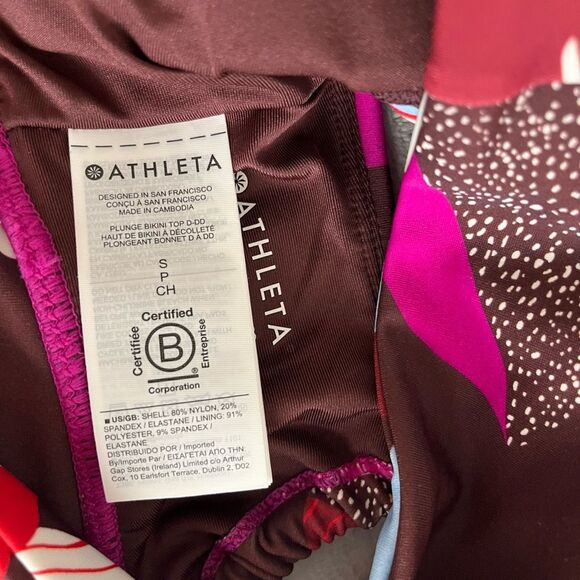 ATHLETA
DESIGNED IN SAN FRANCISCO
CONÇU À SAN FRANCISCO
MADE IN CAMBODIA
PLUNGE BIKINI TOP D-DD
HAUT DE BIKINI À DÉCOLLETÉ
PLONGEANT BONNET D À DD
S
P
CH
Certified
Certifiée
B
Entreprise
®
Corporation
■ US/GB: SHELL: 80% NYLON, 20%
SPANDEX / ELASTANE / LINING: 91%
POLYESTER, 9% SPANDEX /
ELASTANE
DISTRIBUIDO POR / Imported
By/Importe Par / ΕΙΣΑΓΕΤΑΙ ΑΠΟ
Gap Stores (Ireland) Limited c/o Arthur
Cox, 10 Earlsfort Terrace, Dublin 2, D02
ATHLETA